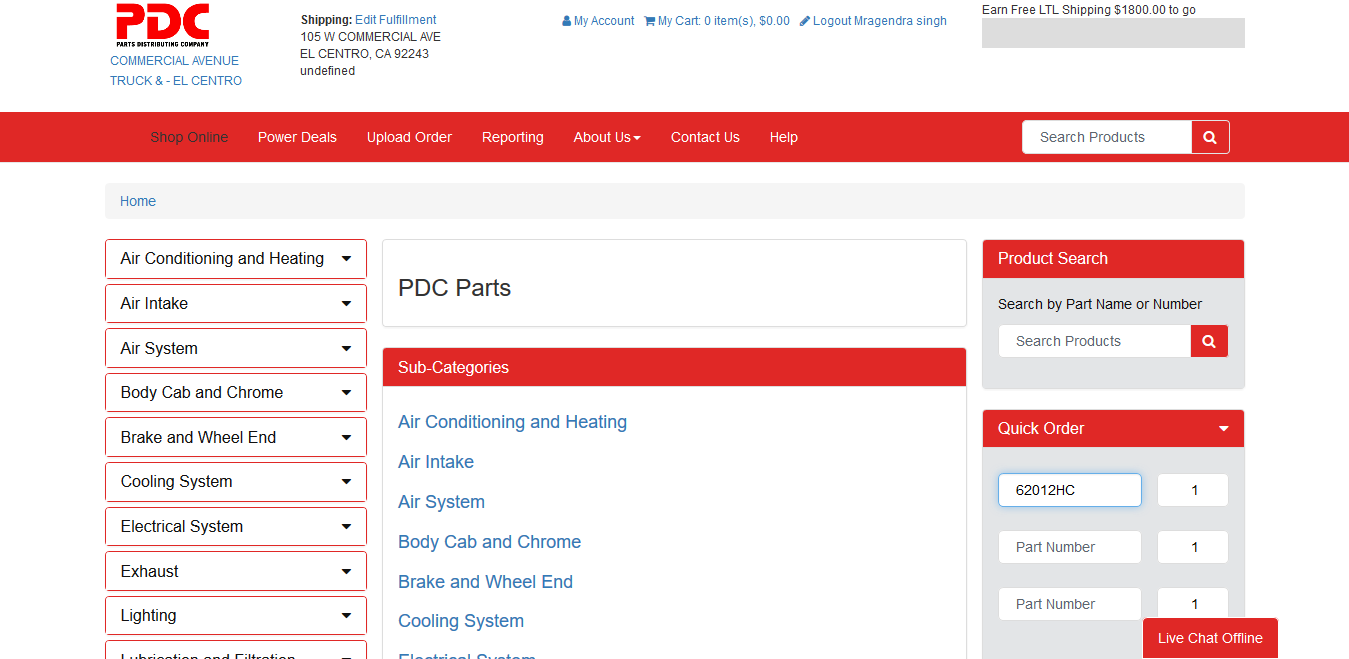 PDC
PARTS DISTRIBUTING COMPANY
COMMERCIAL AVENUE
TRUCK & - EL CENTRO
Shipping: Edit Fulfillment
105 W COMMERCIAL AVE
EL CENTRO, CA 92243
undefined
My Account My Cart: 0 item(s), $0.00 Logout Mragendra singh
Earn Free LTL Shipping $1800.00 to go
Shop Online Power Deals Upload Order Reporting About Us Contact Us Help
Search Products
Home
Air Conditioning and Heating
Air Intake
Air System
Body Cab and Chrome
Brake and Wheel End
Cooling System
Electrical System
Exhaust
Lighting
Lubrication and Filtration
PDC Parts
Sub-Categories
Air Conditioning and Heating
Air Intake
Air System
Body Cab and Chrome
Brake and Wheel End
Cooling System
Electrical System
Product Search
Search by Part Name or Number
Search Products
Quick Order
62012HC 1
Part Number 1
Part Number 1
Live Chat Offline